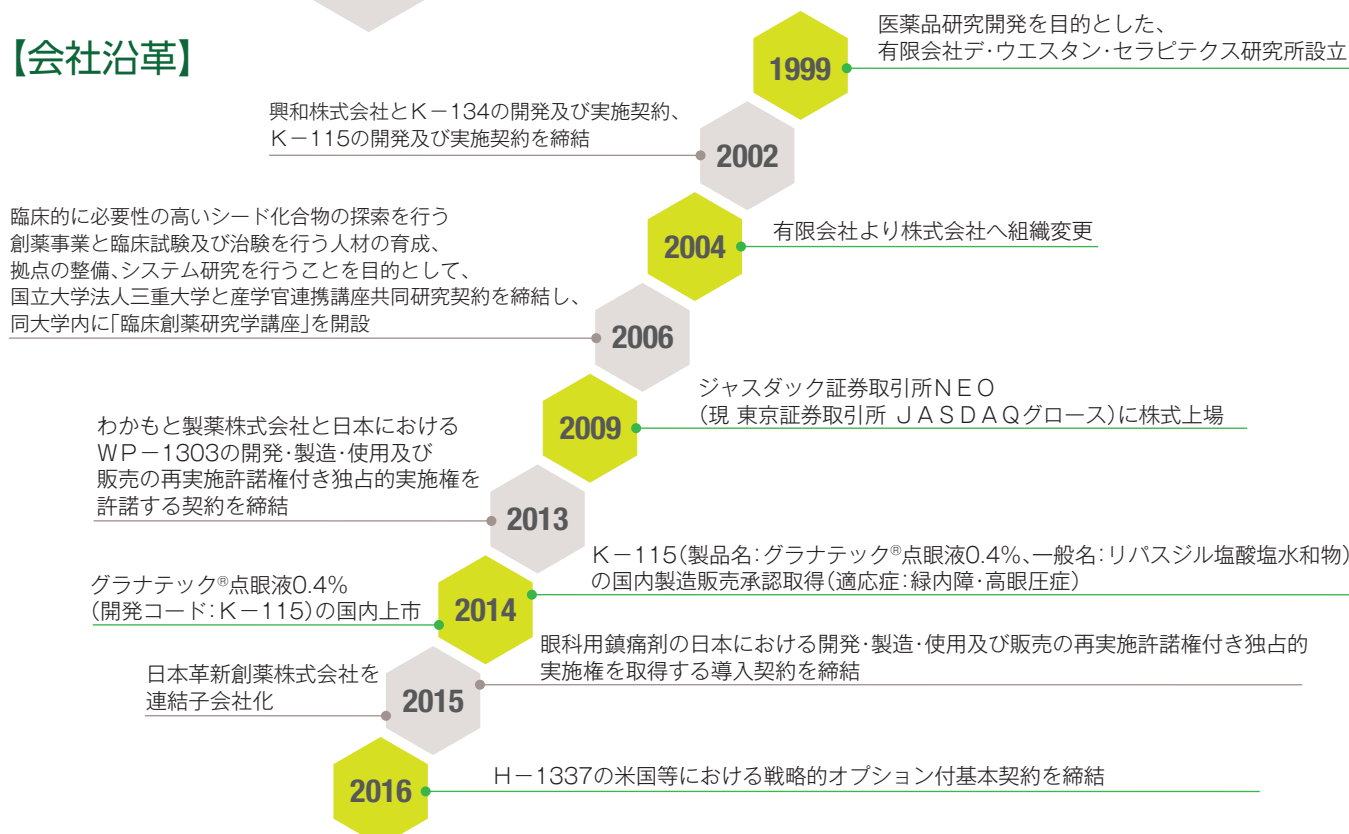 【会社沿革】
1999
医薬品研究開発を目的とした、
有限会社デ・ウエスタン・セラピテクス研究所設立
2002
興和株式会社とK－134の開発及び実施契約、
K－115の開発及び実施契約を締結
2004
有限会社より株式会社へ組織変更
2006
臨床的に必要性の高いシード化合物の探索を行う
創薬事業と臨床試験及び治験を行う人材の育成、
拠点の整備、システム研究を行うことを目的として、
国立大学法人三重大学と産学官連携講座共同研究契約を締結し、
同大学内に「臨床創薬研究学講座」を開設
2009
ジャスダック証券取引所ＮＥＯ
(現 東京証券取引所 ＪＡＳＤＡＱグロース)に株式上場
2013
わかもと製薬株式会社と日本における
ＷＰ－1303の開発・製造・使用及び
販売の再実施許諾権付き独占的実施権を
許諾する契約を締結
2014
K－115(製品名:グラナテック®点眼液0.4%、一般名:リパスジル塩酸塩水和物)
の国内製造販売承認取得(適応症:緑内障・高眼圧症)
グラナテック®点眼液0.4%
(開発コード:K－115)の国内上市
2015
眼科用鎮痛剤の日本における開発・製造・使用及び販売の再実施許諾権付き独占的
実施権を取得する導入契約を締結
日本革新創薬株式会社を
連結子会社化
2016
H－1337の米国等における戦略的オプション付基本契約を締結